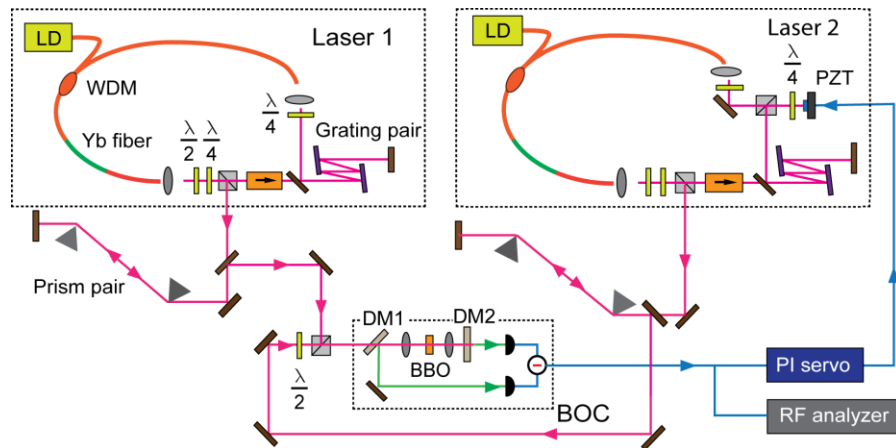 LD
Laser 1
WDM
λ
4
Grating pair
Yb fiber
λ
2
λ
4
LD
Laser 2
λ
4
PZT
Prism pair
DM1
DM2
BBO
λ
2
BOC
PI servo
RF analyzer